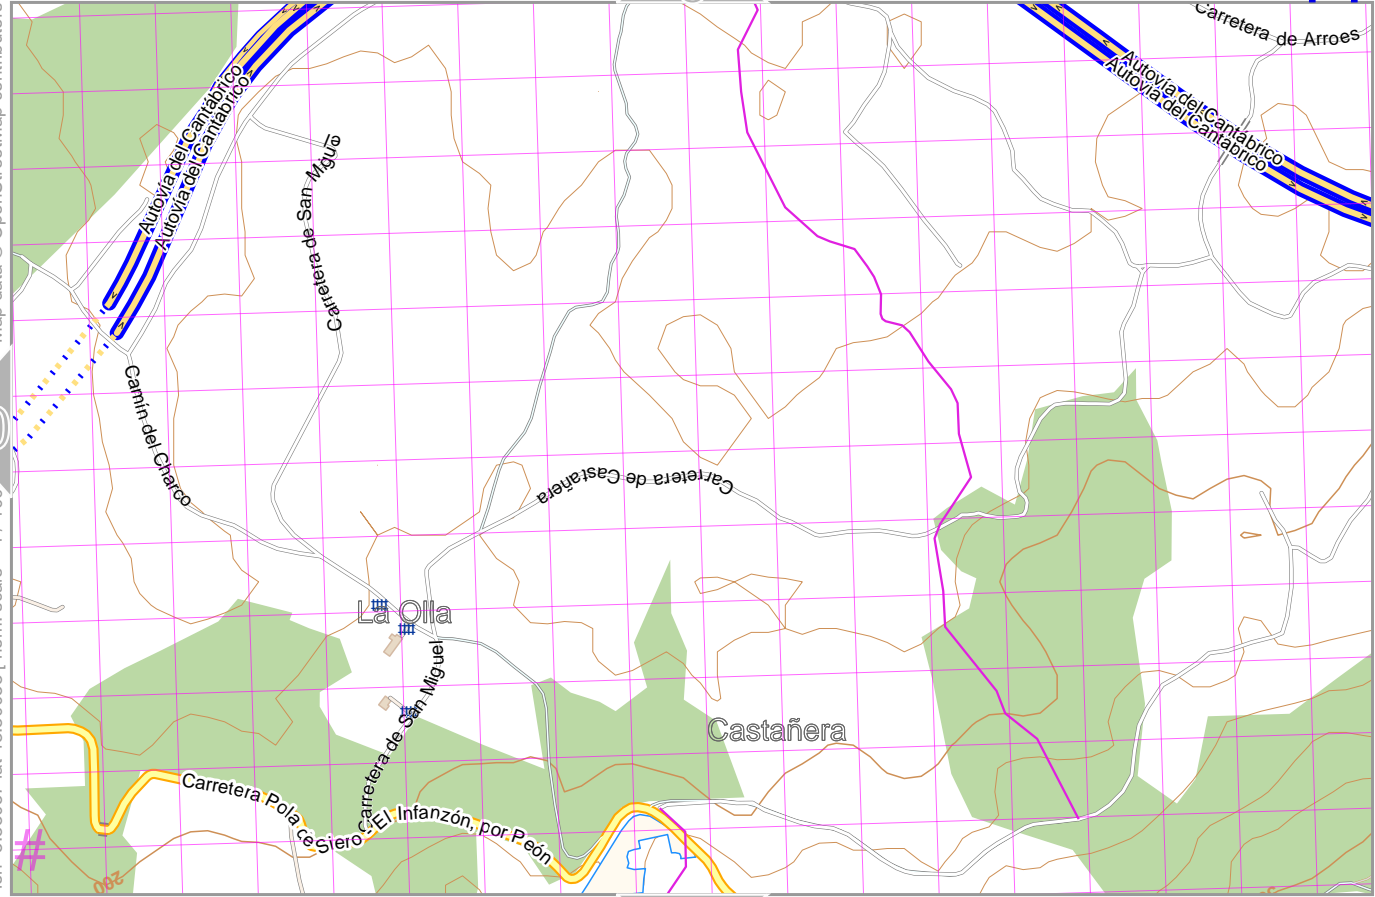 Carretera de Arroes
Autovía del Cantábrico
Autovía del Cantábrico
Autovía del Cantábrico
Autovía del Cantábrico
Carretera de San Miguel
Camín del Charco
Carretera de Castañera
La Olla
Carretera de San Miguel
Castañera
Carretera Pola de Siero - El Infanzón, por Peón
#
200